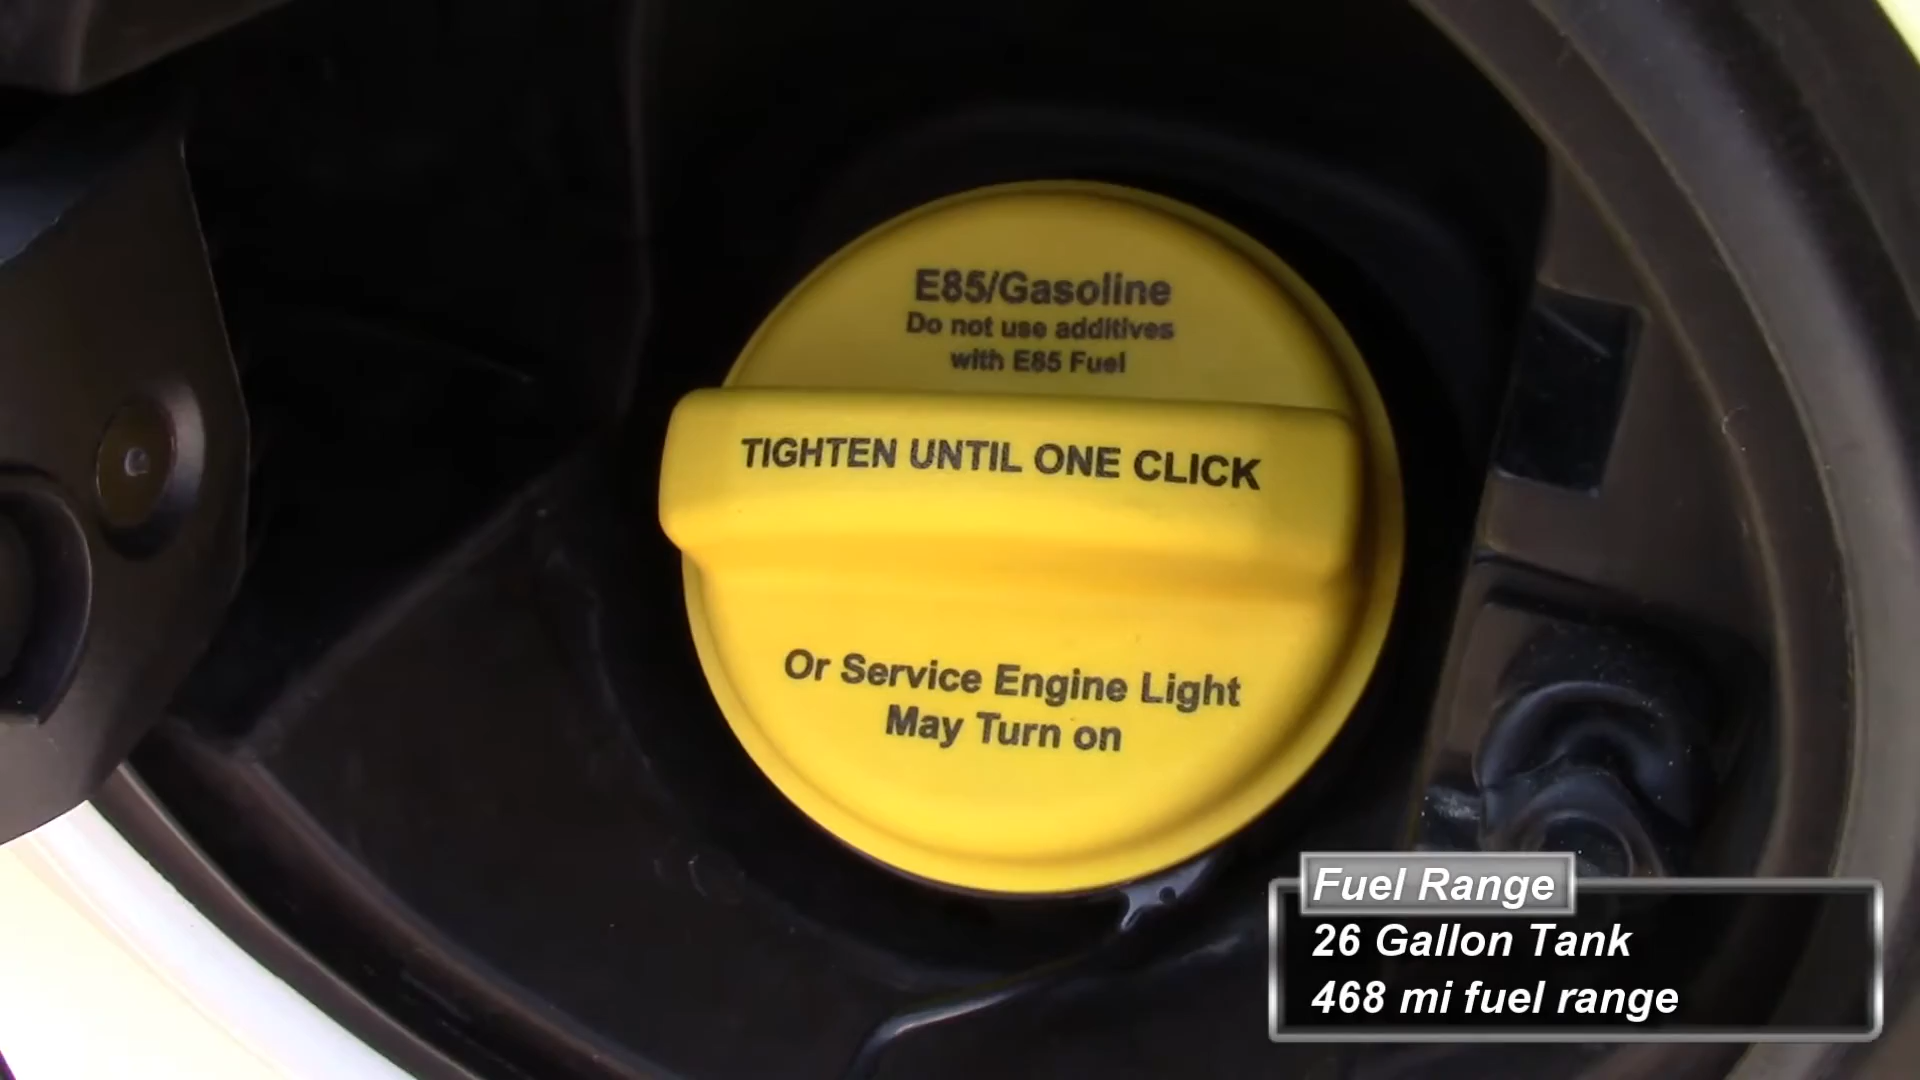 E85/Gasoline
Do not use additives
with E85 Fuel
TIGHTEN UNTIL ONE CLICK
Or Service Engine Light
May Turn on
Fuel Range
26 Gallon Tank
468 mi fuel range